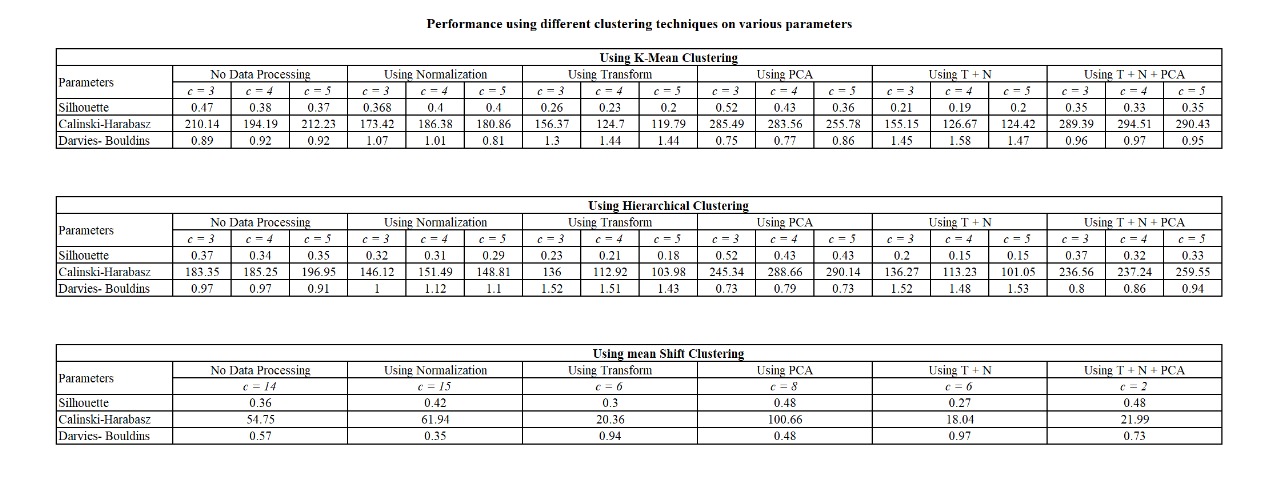 Performance using different clustering techniques on various parameters
Using K-Mean Clustering
Parameters No Data Processing Using Normalization Using Transform Using PCA Using T + N Using T + N + PCA
c = 3 c = 4 c = 5 c = 3 c = 4 c = 5 c = 3 c = 4 c = 5 c = 3 c = 4 c = 5 c = 3 c = 4 c = 5 c = 3 c = 4 c = 5
Silhouette 0.47 0.38 0.37 0.368 0.4 0.4 0.26 0.23 0.2 0.52 0.43 0.36 0.21 0.19 0.2 0.35 0.33 0.35
Calinski-Harabasz 210.14 194.19 212.23 173.42 186.38 180.86 156.37 124.7 119.79 285.49 283.56 255.78 155.15 126.67 124.42 289.39 294.51 290.43
Darvies- Bouldins 0.89 0.92 0.92 1.07 1.01 0.81 1.3 1.44 1.44 0.75 0.77 0.86 1.45 1.58 1.47 0.96 0.97 0.95
Using Hierarchical Clustering
Parameters No Data Processing Using Normalization Using Transform Using PCA Using T + N Using T + N + PCA
c = 3 c = 4 c = 5 c = 3 c = 4 c = 5 c = 3 c = 4 c = 5 c = 3 c = 4 c = 5 c = 3 c = 4 c = 5 c = 3 c = 4 c = 5
Silhouette 0.37 0.34 0.35 0.32 0.31 0.29 0.23 0.21 0.18 0.52 0.43 0.43 0.2 0.15 0.15 0.37 0.32 0.33
Calinski-Harabasz 183.35 185.25 196.95 146.12 151.49 148.81 136 112.92 103.98 245.34 288.66 290.14 136.27 113.23 101.05 236.56 237.24 259.55
Darvies- Bouldins 0.97 0.97 0.91 1 1.12 1.1 1.52 1.51 1.43 0.73 0.79 0.73 1.52 1.48 1.53 0.8 0.86 0.94
Using mean Shift Clustering
Parameters No Data Processing Using Normalization Using Transform Using PCA Using T + N Using T + N + PCA
c = 14 c = 15 c = 6 c = 8 c = 6 c = 2
Silhouette 0.36 0.42 0.3 0.48 0.27 0.48
Calinski-Harabasz 54.75 61.94 20.36 100.66 18.04 21.99
Darvies- Bouldins 0.57 0.35 0.94 0.48 0.97 0.73